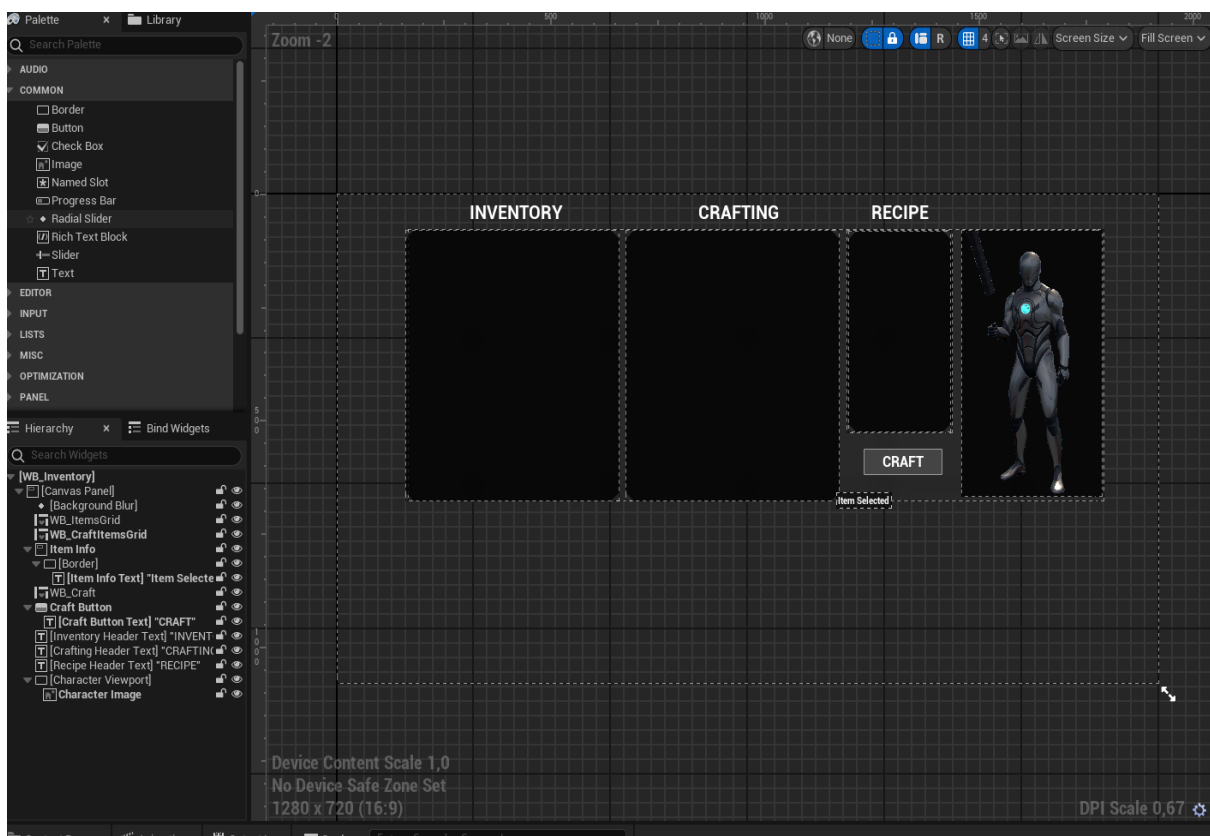 Palette x Library
Search Palette
AUDIO
COMMON
Border
Button
Check Box
Image
Named Slot
Progress Bar
Radial Slider
Rich Text Block
Slider
Text
EDITOR
INPUT
LISTS
MISC
OPTIMIZATION
PANEL
Hierarchy x Bind Widgets
Search Widgets
[WB_Inventory]
[Canvas Panel]
[Background Blur]
WB_ItemsGrid
WB_CraftItemsGrid
Item Info
[Border]
[Item Info Text] "Item Selecte
WB_Craft
Craft Button
[Craft Button Text] "CRAFT"
[Inventory Header Text] "INVENT
[Crafting Header Text] "CRAFTIN
[Recipe Header Text] "RECIPE"
[Character Viewport]
Character Image
0 500 1000 1500 2000
Zoom -2
None R 4 Screen Size Fill Screen
0
500
1000
INVENTORY CRAFTING RECIPE
CRAFT
Item Selected
Device Content Scale 1,0
No Device Safe Zone Set
1280 x 720 (16:9)
DPI Scale 0,67